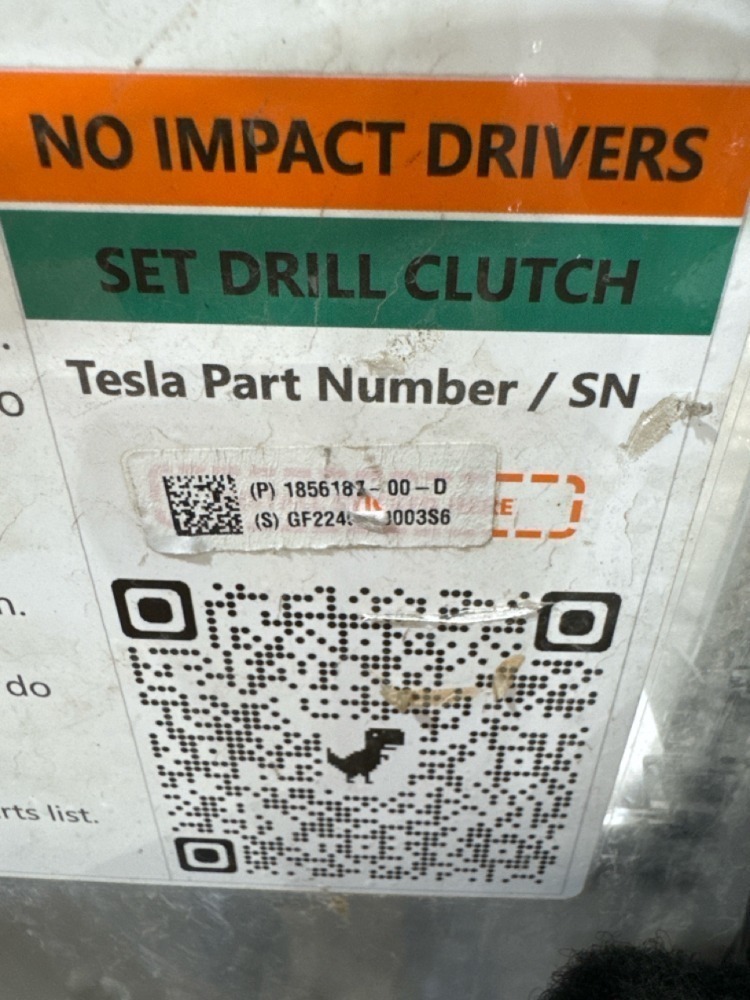 NO IMPACT DRIVERS
SET DRILL CLUTCH
.
o
Tesla Part Number / SN
(P)
(S)
n.
do
rts list.